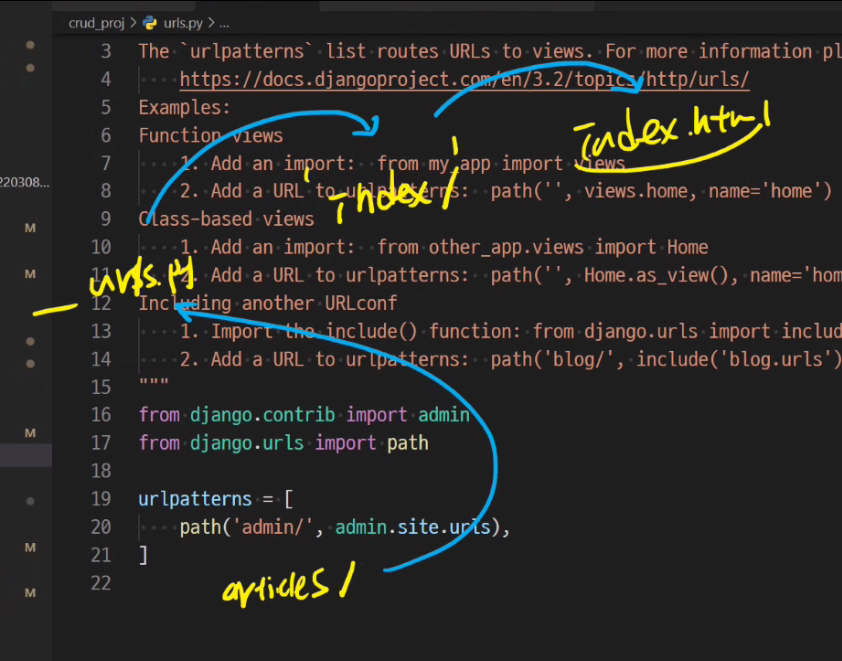 crud_proj > urls.py > ...
3 The `urlpatterns` list routes URLs to views. For more information pl
4 https://docs.djangoproject.com/en/3.2/topics/http/urls/
5 Examples:
index.html
6 Function views
7 1. Add an import: from my_app import views
220308...
8 2. Add a URL to urlpatterns: path('', views.home, name='home')
'index/'
9 Class-based views
M
10 1. Add an import: from other_app.views import Home
M
11 2. Add a URL to urlpatterns: path('', Home.as_view(), name='hom
urls.py
12 Including another URLconf
13 1. Import the include() function: from django.urls import includ
14 2. Add a URL to urlpatterns: path('blog/', include('blog.urls')
15 """
16 from django.contrib import admin
M
17 from django.urls import path
18
19 urlpatterns = [
20 path('admin/', admin.site.urls),
M
21 ]
22
articles/
M